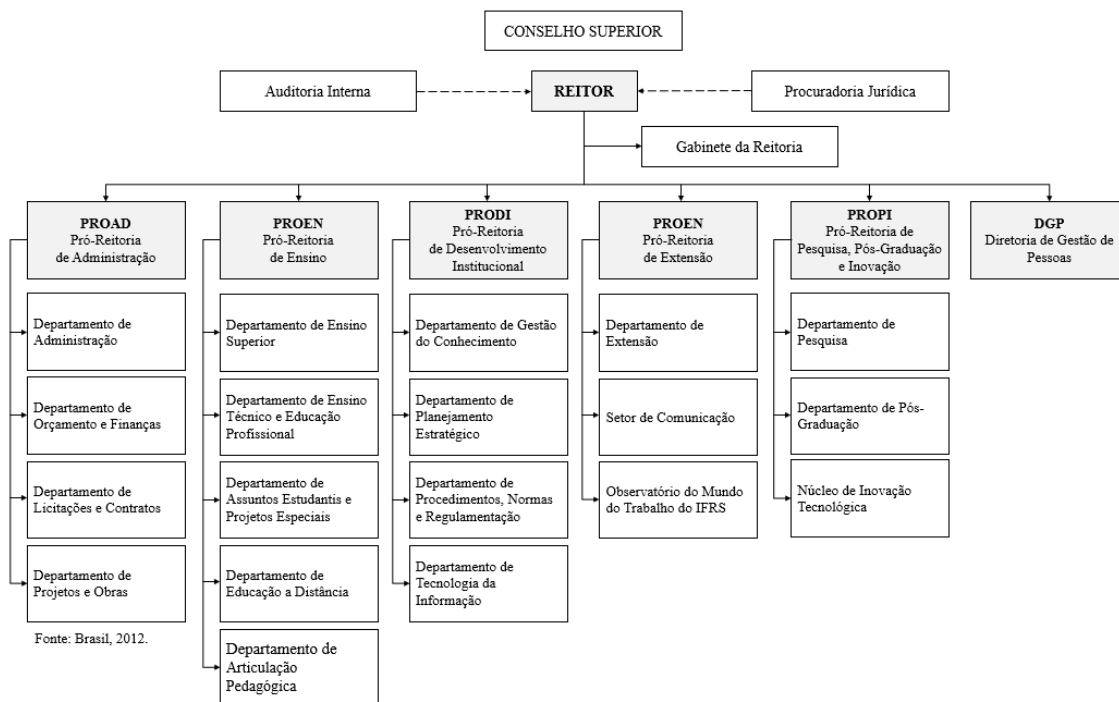 CONSELHO SUPERIOR
Auditoria Interna
REITOR
Procuradoria Jurídica
Gabinete da Reitoria
PROAD
Pró-Reitoria
de Administração
PROEN
Pró-Reitoria
de Ensino
PRODI
Pró-Reitoria
de Desenvolvimento
Institucional
PROEN
Pró-Reitoria
de Extensão
PROPI
Pró-Reitoria de
Pesquisa, Pós-Graduação
e Inovação
DGP
Diretoria de Gestão de
Pessoas
Departamento de
Administração
Departamento de Ensino
Superior
Departamento de Gestão
do Conhecimento
Departamento de
Extensão
Departamento de
Pesquisa
Departamento de
Orçamento e Finanças
Departamento de Ensino
Técnico e Educação
Profissional
Departamento de
Planejamento
Estratégico
Setor de Comunicação
Departamento de Pós-
Graduação
Departamento de
Licitações e Contratos
Departamento de
Assuntos Estudantis e
Projetos Especiais
Departamento de
Procedimentos, Normas
e Regulamentação
Observatório do Mundo
do Trabalho do IFRS
Núcleo de Inovação
Tecnológica
Departamento de
Projetos e Obras
Departamento de
Educação a Distância
Departamento de
Tecnologia da
Informação
Fonte: Brasil, 2012.
Departamento de
Articulação
Pedagógica